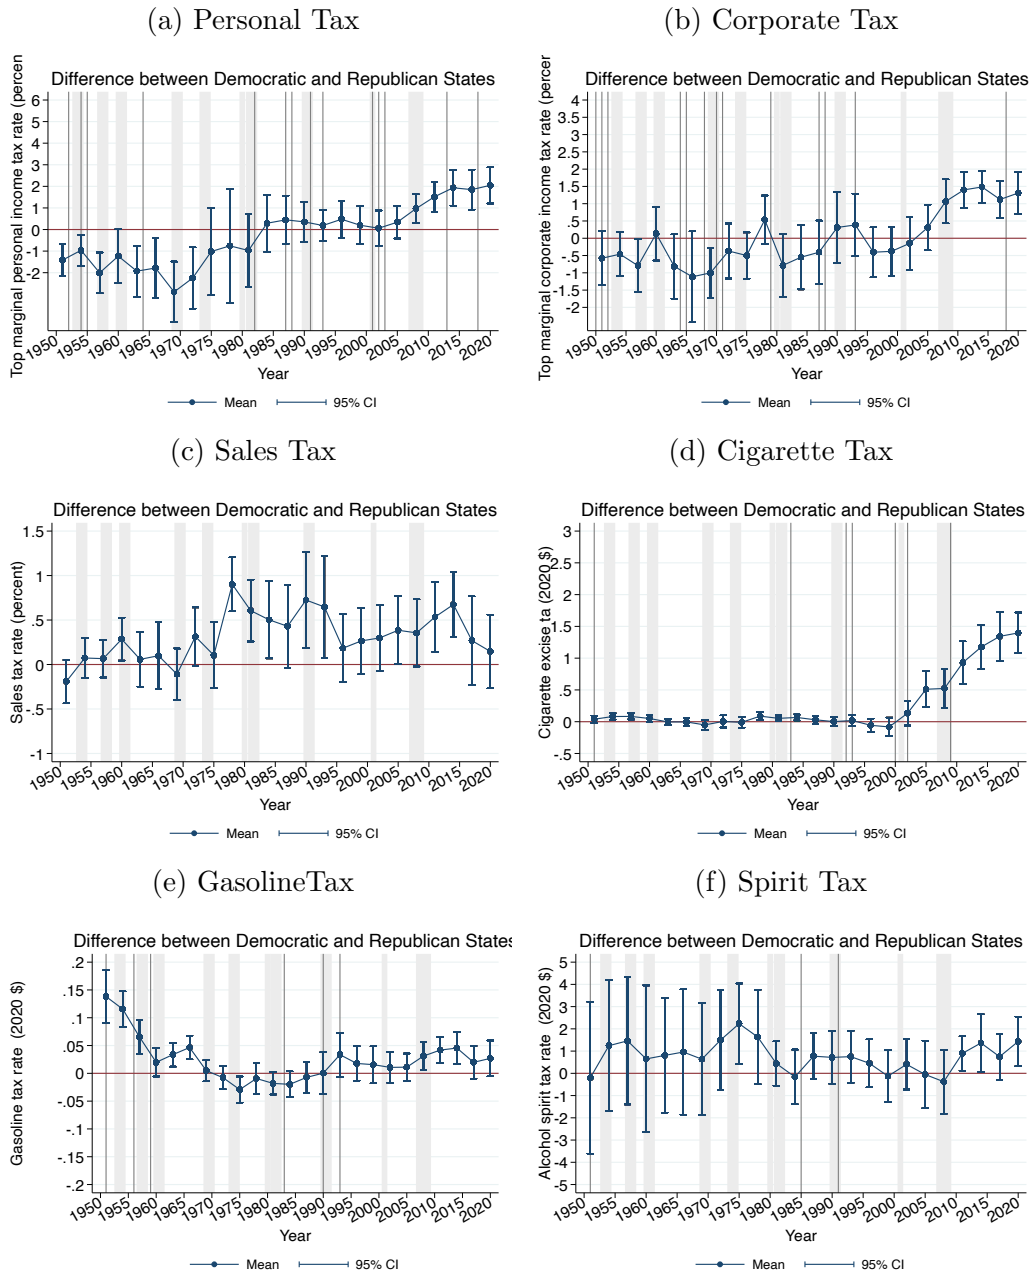 (a) Personal Tax
Difference between Democratic and Republican States
Top marginal personal income tax rate (percen
6
5
4
3
2
1
0
-1
-2
1950 1955 1960 1965 1970 1975 1980 1985 1990 1995 2000 2005 2010 2015 2020
Year
Mean 95% CI
(b) Corporate Tax
Difference between Democratic and Republican States
Top marginal corporate income tax rate (percen
4
3.5
3
2.5
2
1.5
1
.5
0
-.5
-1
-1.5
-2
1950 1955 1960 1965 1970 1975 1980 1985 1990 1995 2000 2005 2010 2015 2020
Year
Mean 95% CI
(c) Sales Tax
Difference between Democratic and Republican States
Sales tax rate (percent)
1.5
1
.5
0
-.5
-1
1950 1955 1960 1965 1970 1975 1980 1985 1990 1995 2000 2005 2010 2015 2020
Year
Mean 95% CI
(d) Cigarette Tax
Difference between Democratic and Republican States
Cigarette excise ta (2020 $)
3
2.5
2
1.5
1
.5
0
-.5
1950 1955 1960 1965 1970 1975 1980 1985 1990 1995 2000 2005 2010 2015 2020
Year
Mean 95% CI
(e) GasolineTax
Difference between Democratic and Republican States
Gasoline tax rate (2020 $)
.2
.15
.1
.05
0
-.05
-.1
-.15
-.2
1950 1955 1960 1965 1970 1975 1980 1985 1990 1995 2000 2005 2010 2015 2020
Year
Mean 95% CI
(f) Spirit Tax
Difference between Democratic and Republican States
Alcohol spirit tax rate (2020 $)
5
4
3
2
1
0
-1
-2
-3
-4
-5
1950 1955 1960 1965 1970 1975 1980 1985 1990 1995 2000 2005 2010 2015 2020
Year
Mean 95% CI